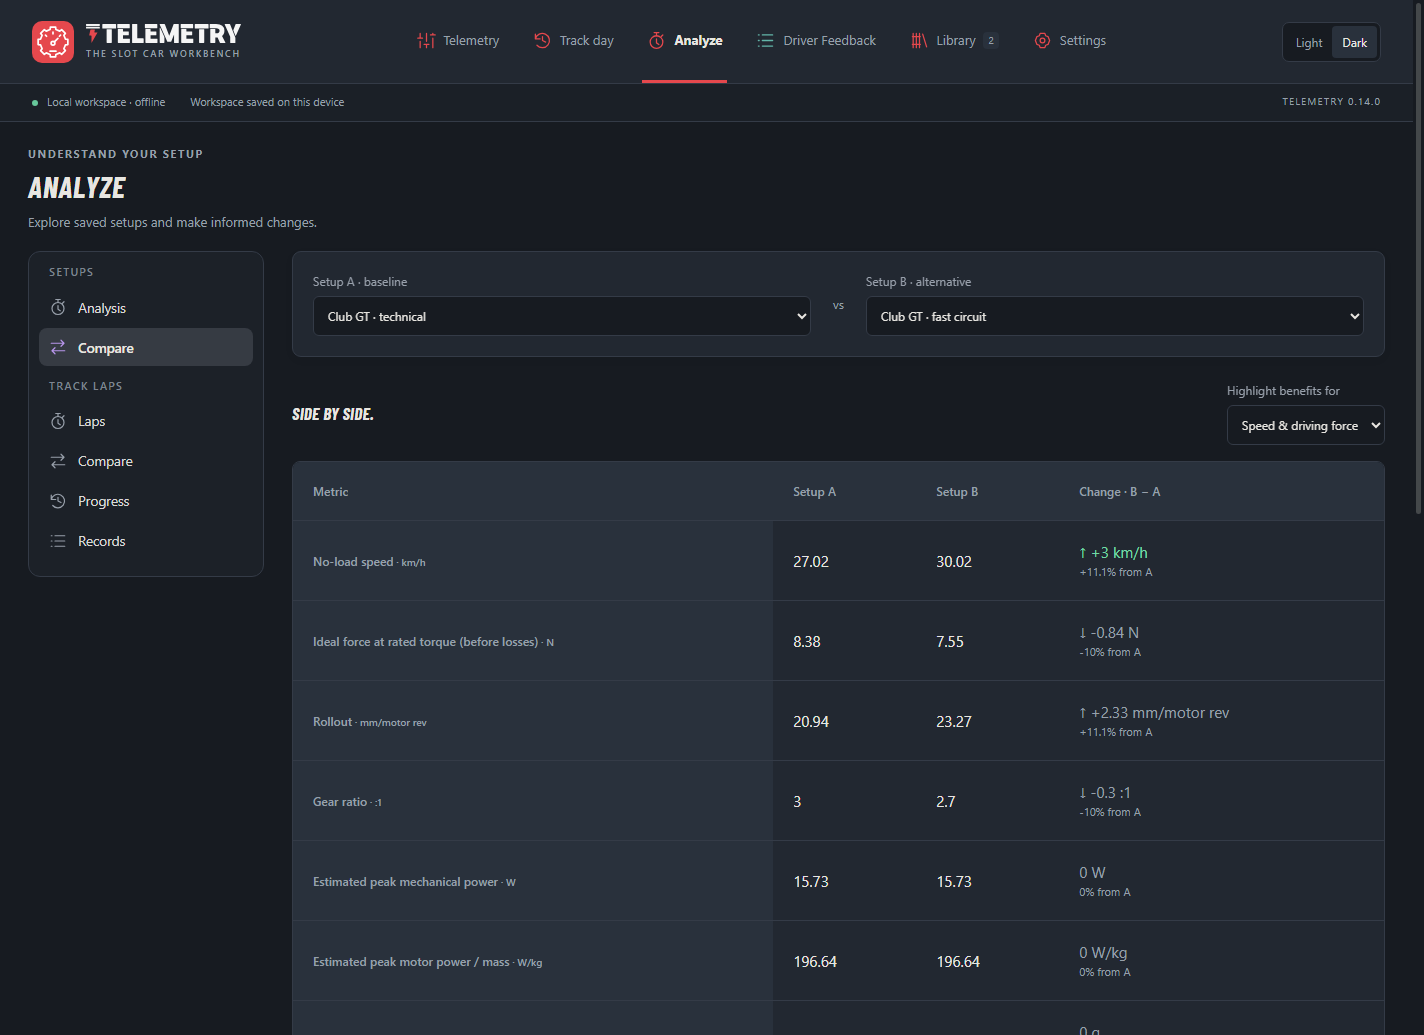 TELEMETRY
THE SLOT CAR WORKBENCH
Telemetry
Track day
Analyze
Driver Feedback
Library 2
Settings
Light Dark
Local workspace · offline
Workspace saved on this device
TELEMETRY 0.14.0
UNDERSTAND YOUR SETUP
ANALYZE
Explore saved setups and make informed changes.
SETUPS
Analysis
Compare
TRACK LAPS
Laps
Compare
Progress
Records
Setup A · baseline
Club GT · technical
vs
Setup B · alternative
Club GT · fast circuit
SIDE BY SIDE.
Highlight benefits for
Speed & driving force
Metric Setup A Setup B Change · B − A
No-load speed · km/h 27.02 30.02 ↑ +3 km/h
+11.1% from A
Ideal force at rated torque (before losses) · N 8.38 7.55 ↓ -0.84 N
-10% from A
Rollout · mm/motor rev 20.94 23.27 ↑ +2.33 mm/motor rev
+11.1% from A
Gear ratio · :1 3 2.7 ↓ -0.3 :1
-10% from A
Estimated peak mechanical power · W 15.73 15.73 0 W
0% from A
Estimated peak motor power / mass · W/kg 196.64 196.64 0 W/kg
0% from A
0 g